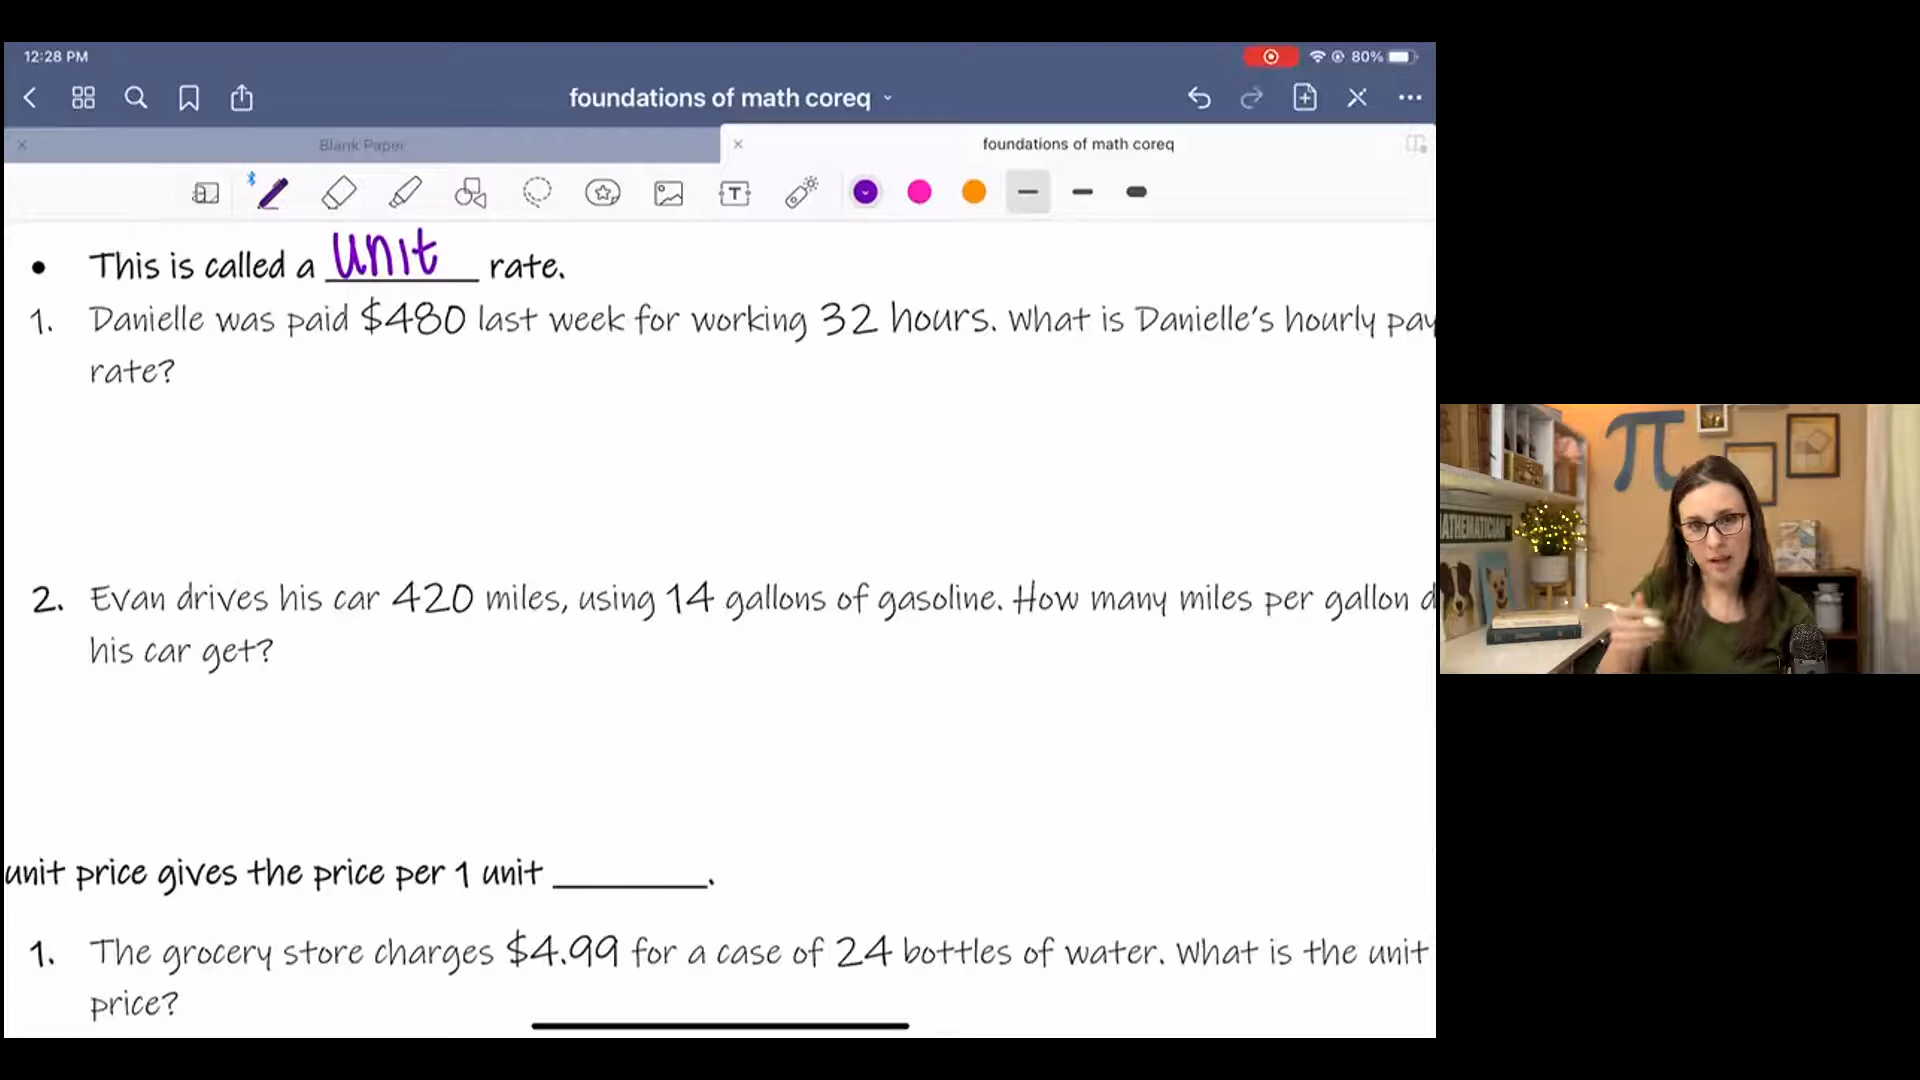 12:28 PM
80%
foundations of math coreq
Blank Paper
foundations of math coreq
• This is called a unit rate.
1. Danielle was paid $480 last week for working 32 hours. What is Danielle's hourly pay
rate?
2. Evan drives his car 420 miles, using 14 gallons of gasoline. How many miles per gallon d
his car get?
unit price gives the price per 1 unit ________.
1. The grocery store charges $4.99 for a case of 24 bottles of water. What is the unit
price?
ATHEMATICIAN